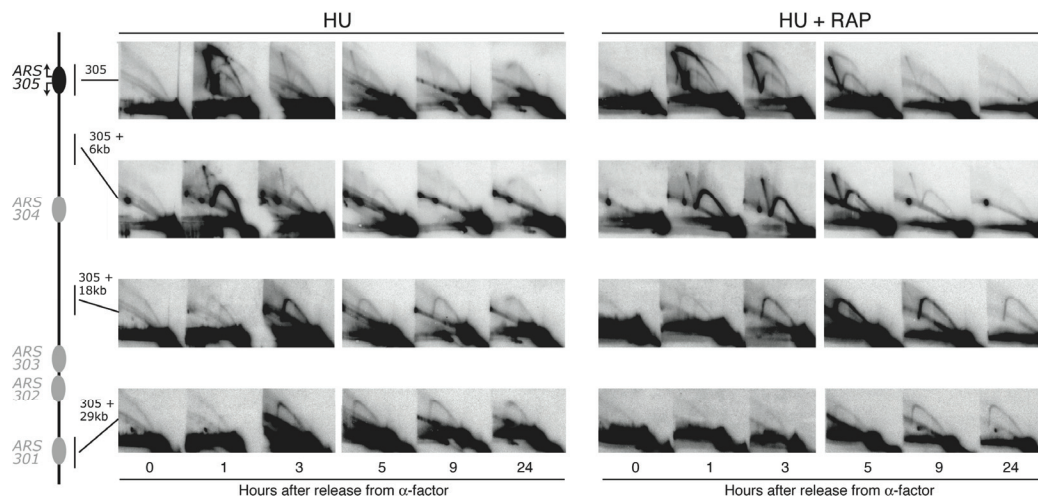 HU
HU + RAP
ARS
305
305
305 +
6kb
ARS
304
305 +
18kb
ARS
303
ARS
302
305 +
29kb
ARS
301
0 1 3 5 9 24
0 1 3 5 9 24
Hours after release from α-factor
Hours after release from α-factor